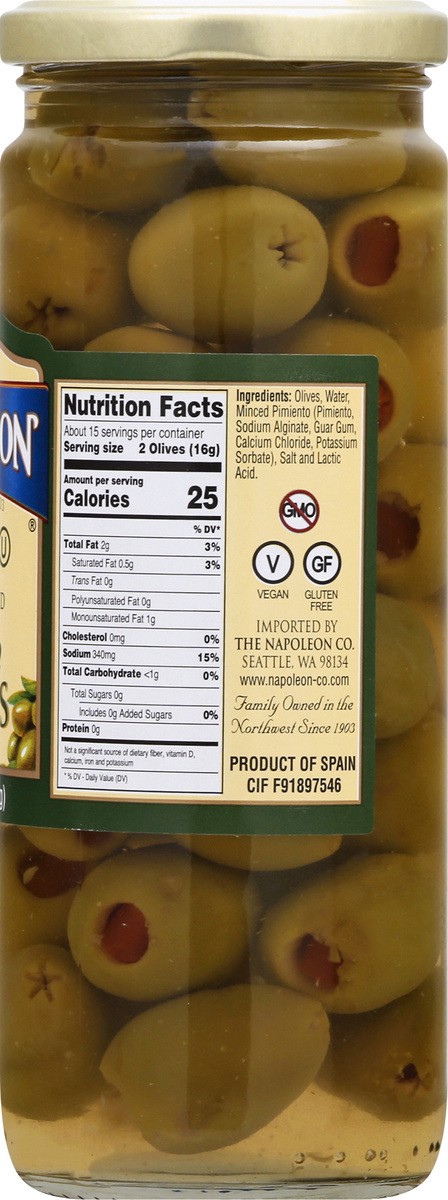 ON
®
U
D
S
g)
Nutrition Facts
About 15 servings per container
Serving size 2 Olives (16g)
Amount per serving
Calories 25
% DV*
Total Fat 2g 3%
Saturated Fat 0.5g 3%
Trans Fat 0g
Polyunsaturated Fat 0g
Monounsaturated Fat 1g
Cholesterol 0mg 0%
Sodium 340mg 15%
Total Carbohydrate <1g 0%
Total Sugars 0g
Includes 0g Added Sugars 0%
Protein 0g
Not a significant source of dietary fiber, vitamin D,
calcium, iron and potassium
* % DV - Daily Value (DV)
Ingredients: Olives, Water,
Minced Pimiento (Pimiento,
Sodium Alginate, Guar Gum,
Calcium Chloride, Potassium
Sorbate), Salt and Lactic
Acid.
GMO
V GF
VEGAN GLUTEN
FREE
IMPORTED BY
THE NAPOLEON CO.
SEATTLE, WA 98134
www.napoleon-co.com
Family Owned in the
Northwest Since 1903
PRODUCT OF SPAIN
CIF F91897546